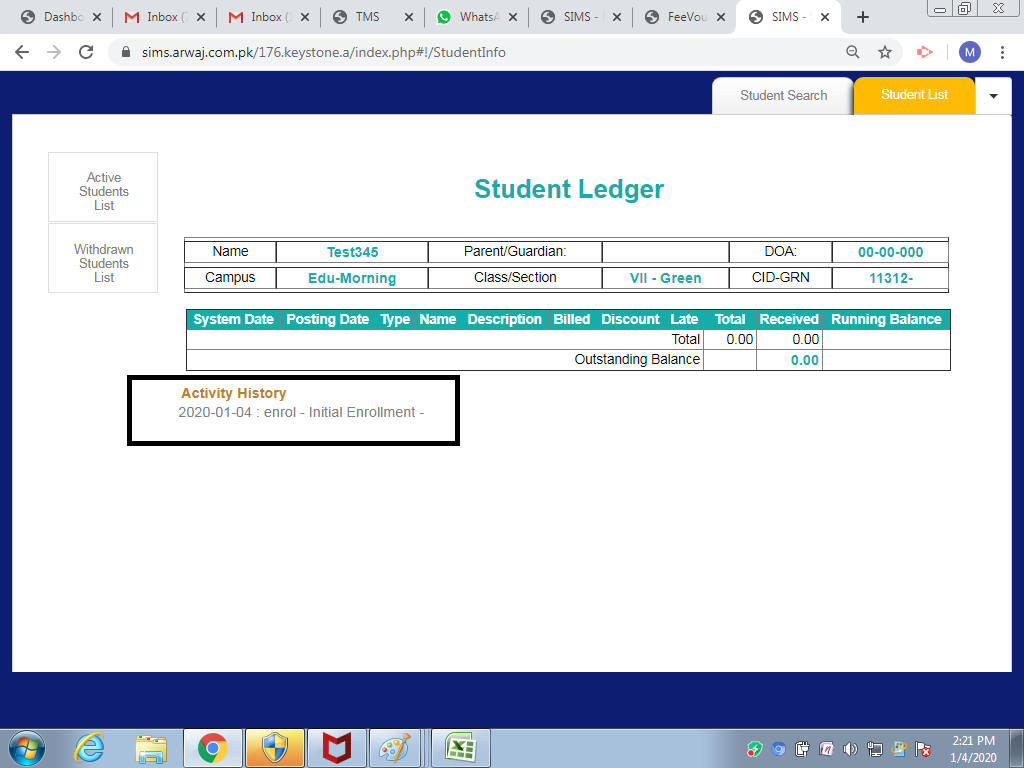 Dashbo
Inbox (
Inbox (
TMS
WhatsA
SIMS -
FeeVou
SIMS -
sims.arwaj.com.pk/176.keystone.a/index.php#!/StudentInfo
M
Student Search
Student List
Active
Students
List
Withdrawn
Students
List
Student Ledger
Name Test345 Parent/Guardian: DOA: 00-00-000
Campus Edu-Morning Class/Section VII - Green CID-GRN 11312-
System Date Posting Date Type Name Description Billed Discount Late Total Received Running Balance
Total 0.00 0.00
Outstanding Balance 0.00
Activity History
2020-01-04 : enrol - Initial Enrollment -
2:21 PM
1/4/2020